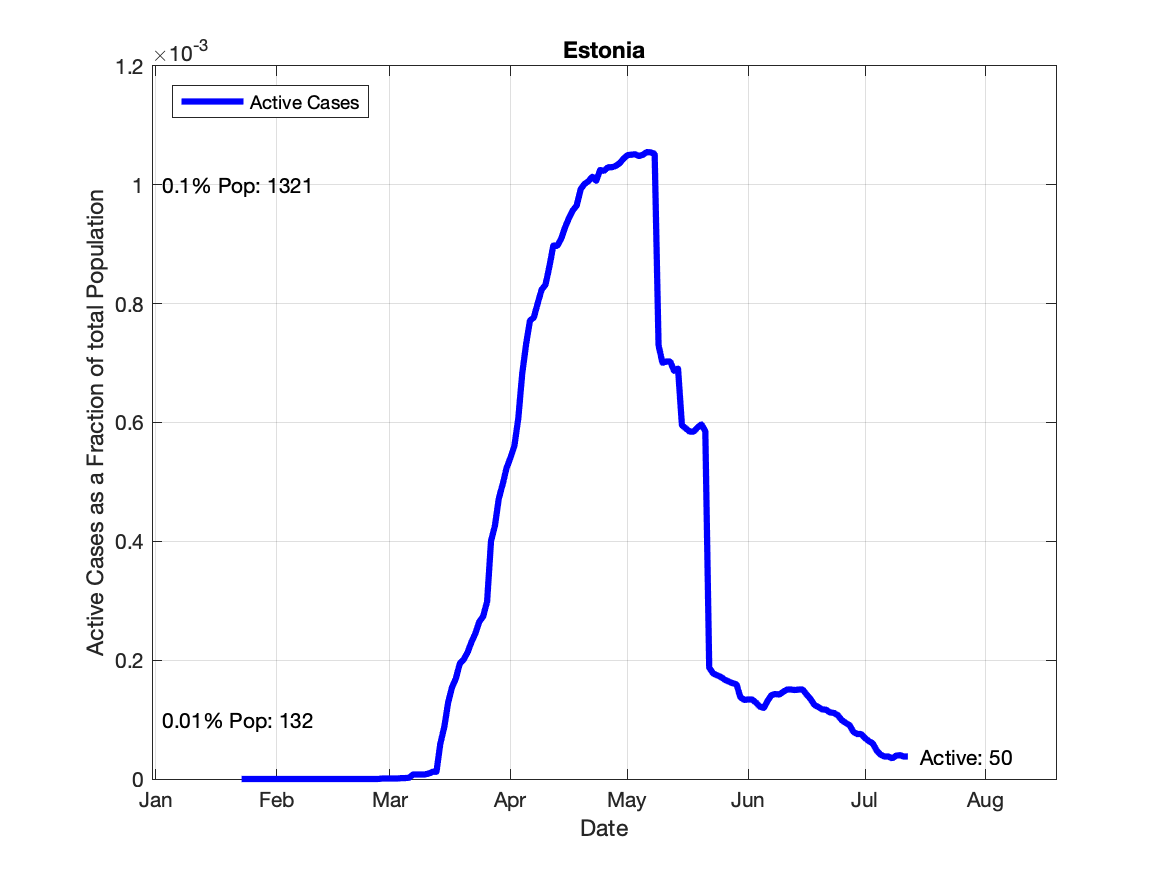 Estonia
×10-3
1.2
1
0.8
0.6
0.4
0.2
0
Active Cases
0.1% Pop: 1321
0.01% Pop: 132
Active: 50
Active Cases as a Fraction of total Population
Jan Feb Mar Apr May Jun Jul Aug
Date